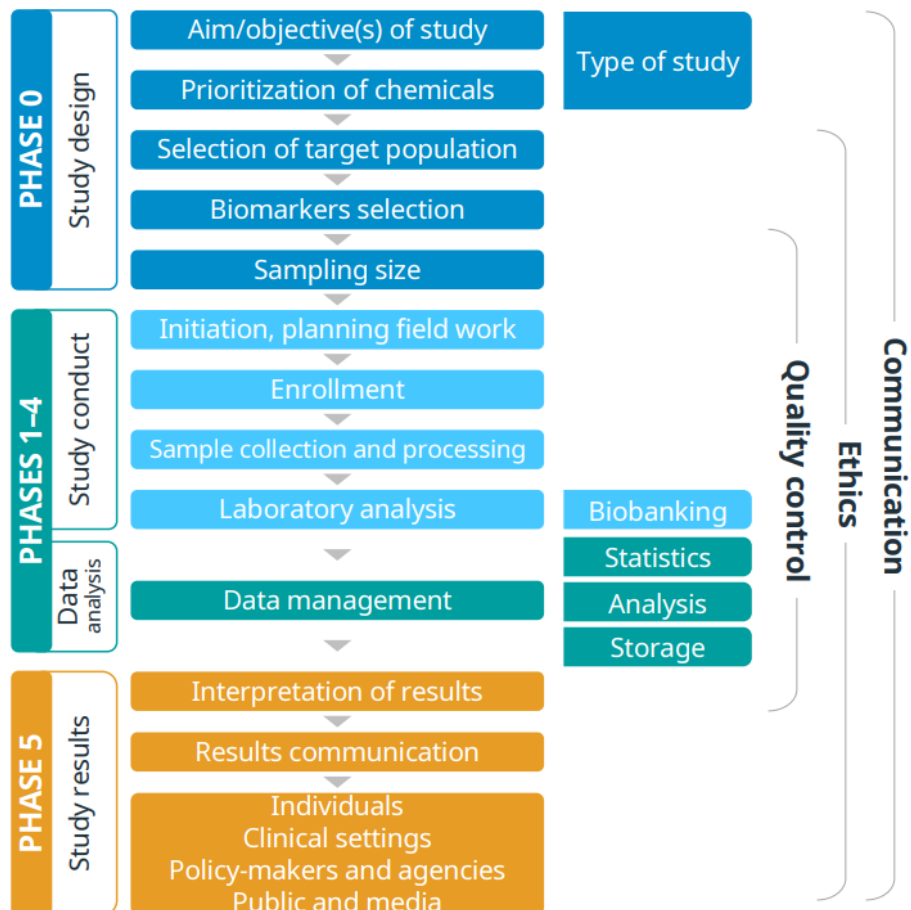 PHASE 0
Study design
Aim/objective(s) of study
Type of study
Prioritization of chemicals
Selection of target population
Biomarkers selection
Sampling size
PHASES 1–4
Study conduct
Initiation, planning field work
Enrollment
Sample collection and processing
Laboratory analysis
Biobanking
Data
analysis
Data management
Statistics
Analysis
Storage
PHASE 5
Study results
Interpretation of results
Results communication
Individuals
Clinical settings
Policy-makers and agencies
Public and media
Quality control
Ethics
Communication